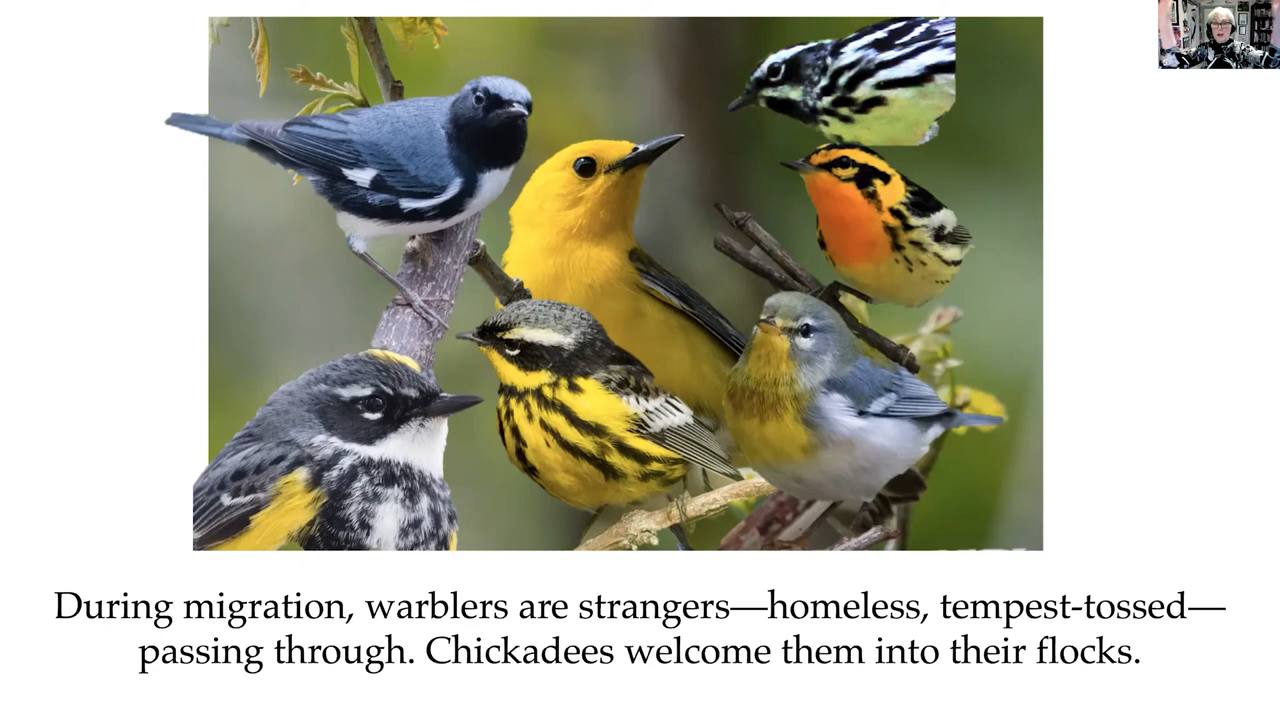 During migration, warblers are strangers—homeless, tempest-tossed—
passing through. Chickadees welcome them into their flocks.